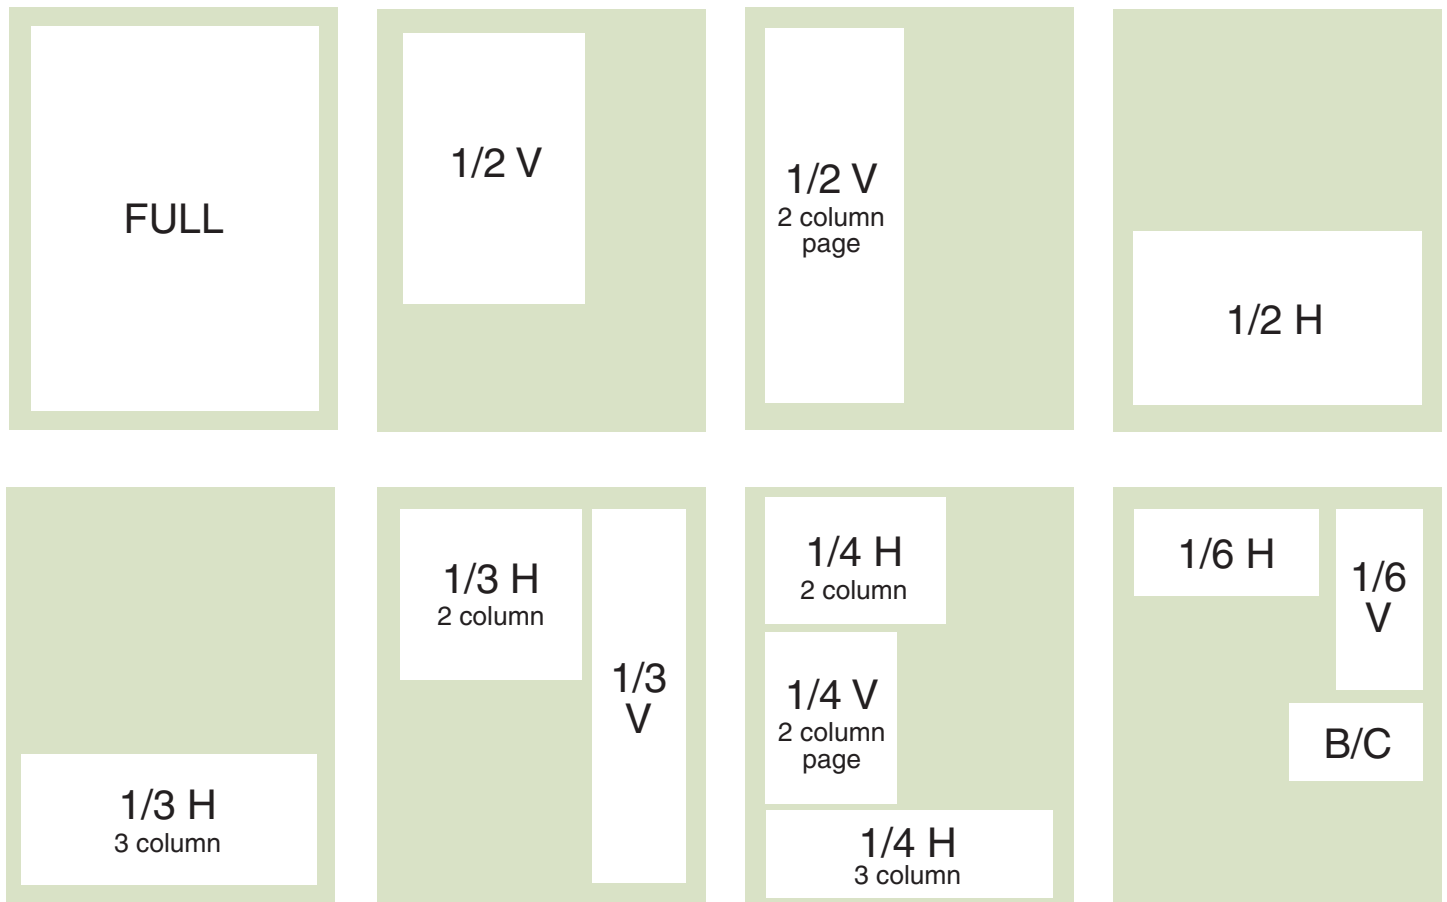 FULL
1/2 V
1/2 V
2 column
page
1/2 H
1/3 H
3 column
1/3 H
2 column
1/3
V
1/4 H
2 column
1/4 V
2 column
page
1/4 H
3 column
1/6 H
1/6
V
B/C